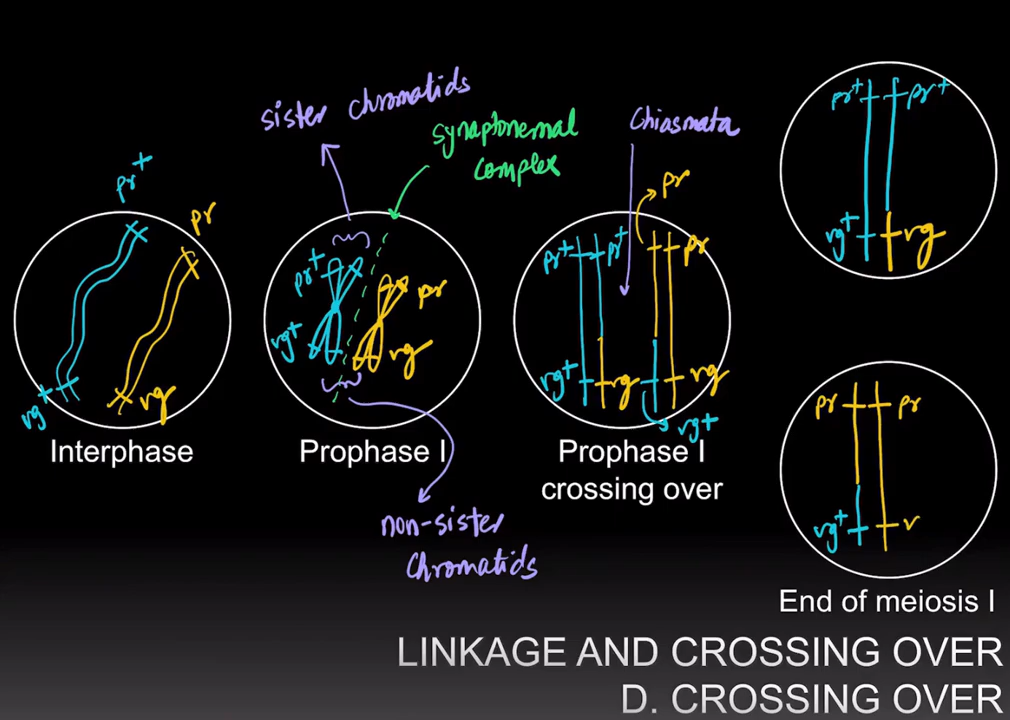 sister chromatids
synaptonemal
complex
Chiasmata
pr+
pr
vg+
vg
Interphase
pr+
pr
vg+
vg
Prophase I
non-sister
Chromatids
pr
pr+
pr+
pr
vg+
vg
vg
vg+
Prophase I
crossing over
pr+
pr+
vg+
vg
pr
pr
vg+
v
End of meiosis I
LINKAGE AND CROSSING OVER
D. CROSSING OVER